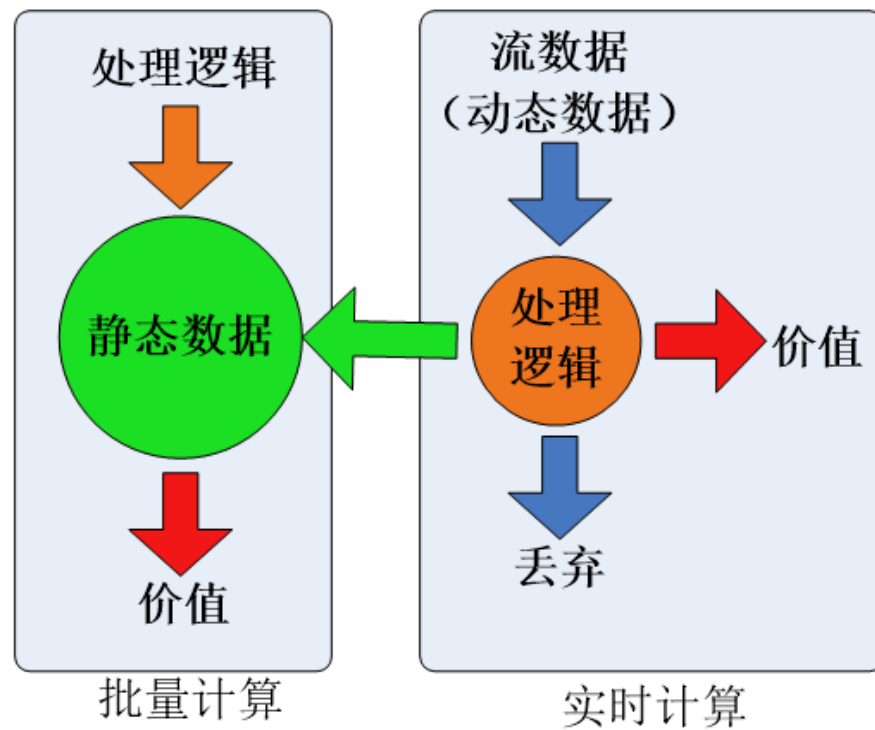 处理逻辑
静态数据
价值
批量计算
流数据
（动态数据）
处理
逻辑
价值
丢弃
实时计算